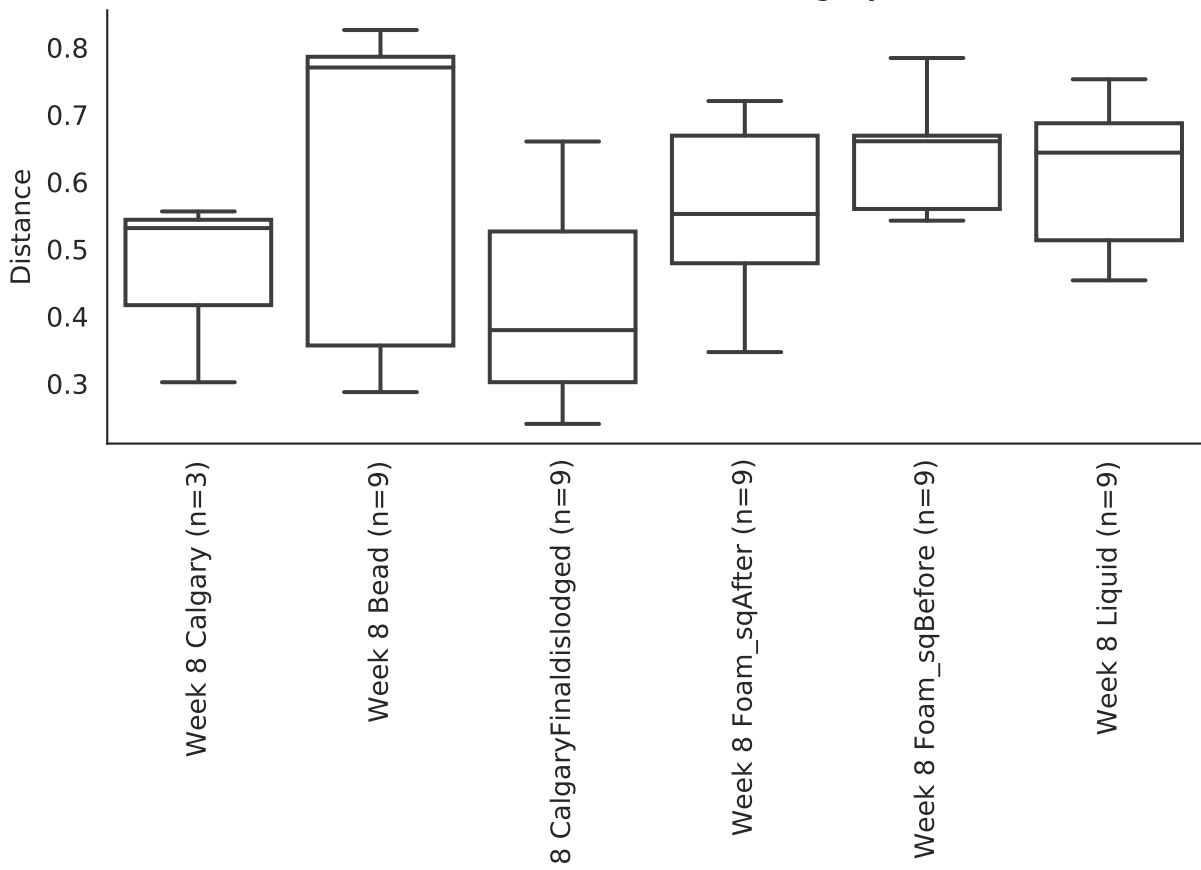 0.8
0.7
0.6
0.5
0.4
0.3
Distance
Week 8 Calgary (n=3)
Week 8 Bead (n=9)
8 CalgaryFinaldislodged (n=9)
Week 8 Foam_sqAfter (n=9)
Week 8 Foam_sqBefore (n=9)
Week 8 Liquid (n=9)